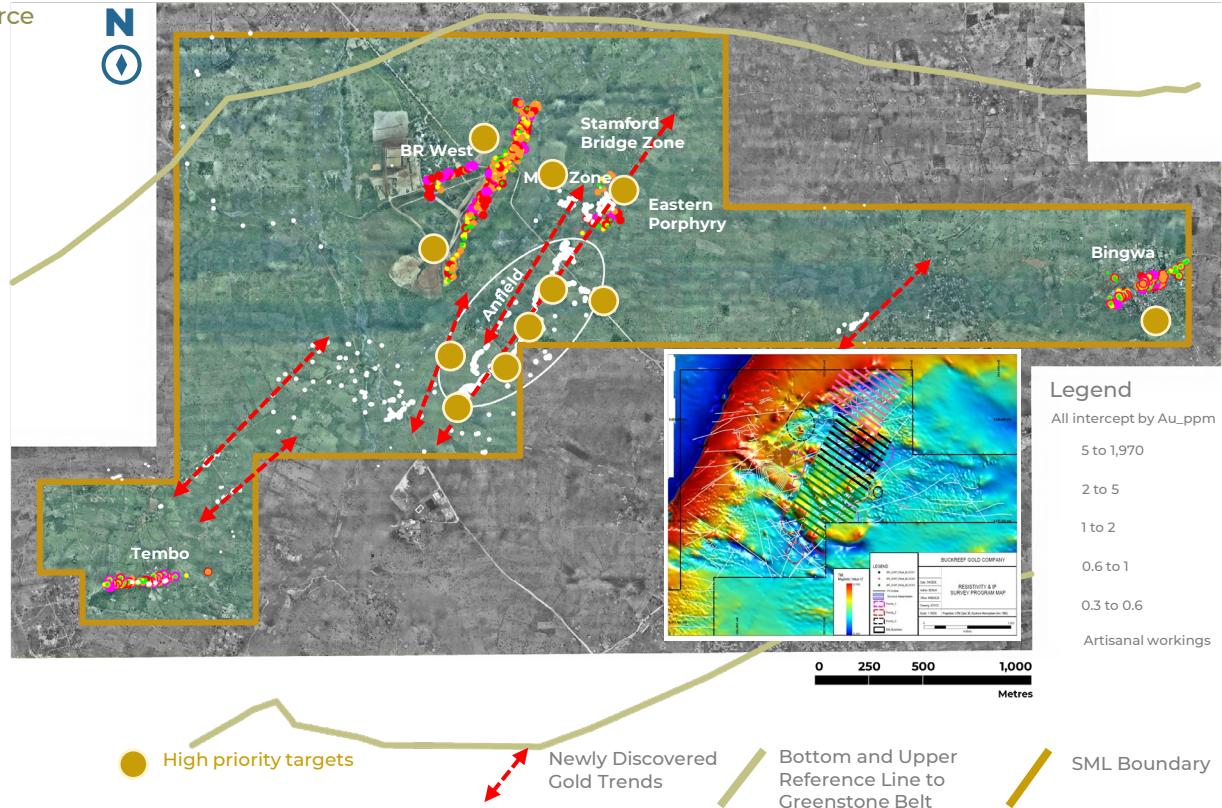 rce
N
Stamford
Bridge Zone
BR West
M Zone
Eastern
Porphyry
Anfield
Bingwa
Tembo
Legend
All intercept by Au_ppm
5 to 1,970
2 to 5
1 to 2
0.6 to 1
0.3 to 0.6
Artisanal workings
LEGEND
BUCKREEF GOLD COMPANY
RESISTIVITY & IP
SURVEY PROGRAM MAP
0 250 500 1,000
Metres
High priority targets
Newly Discovered
Gold Trends
Bottom and Upper
Reference Line to
Greenstone Belt
SML Boundary